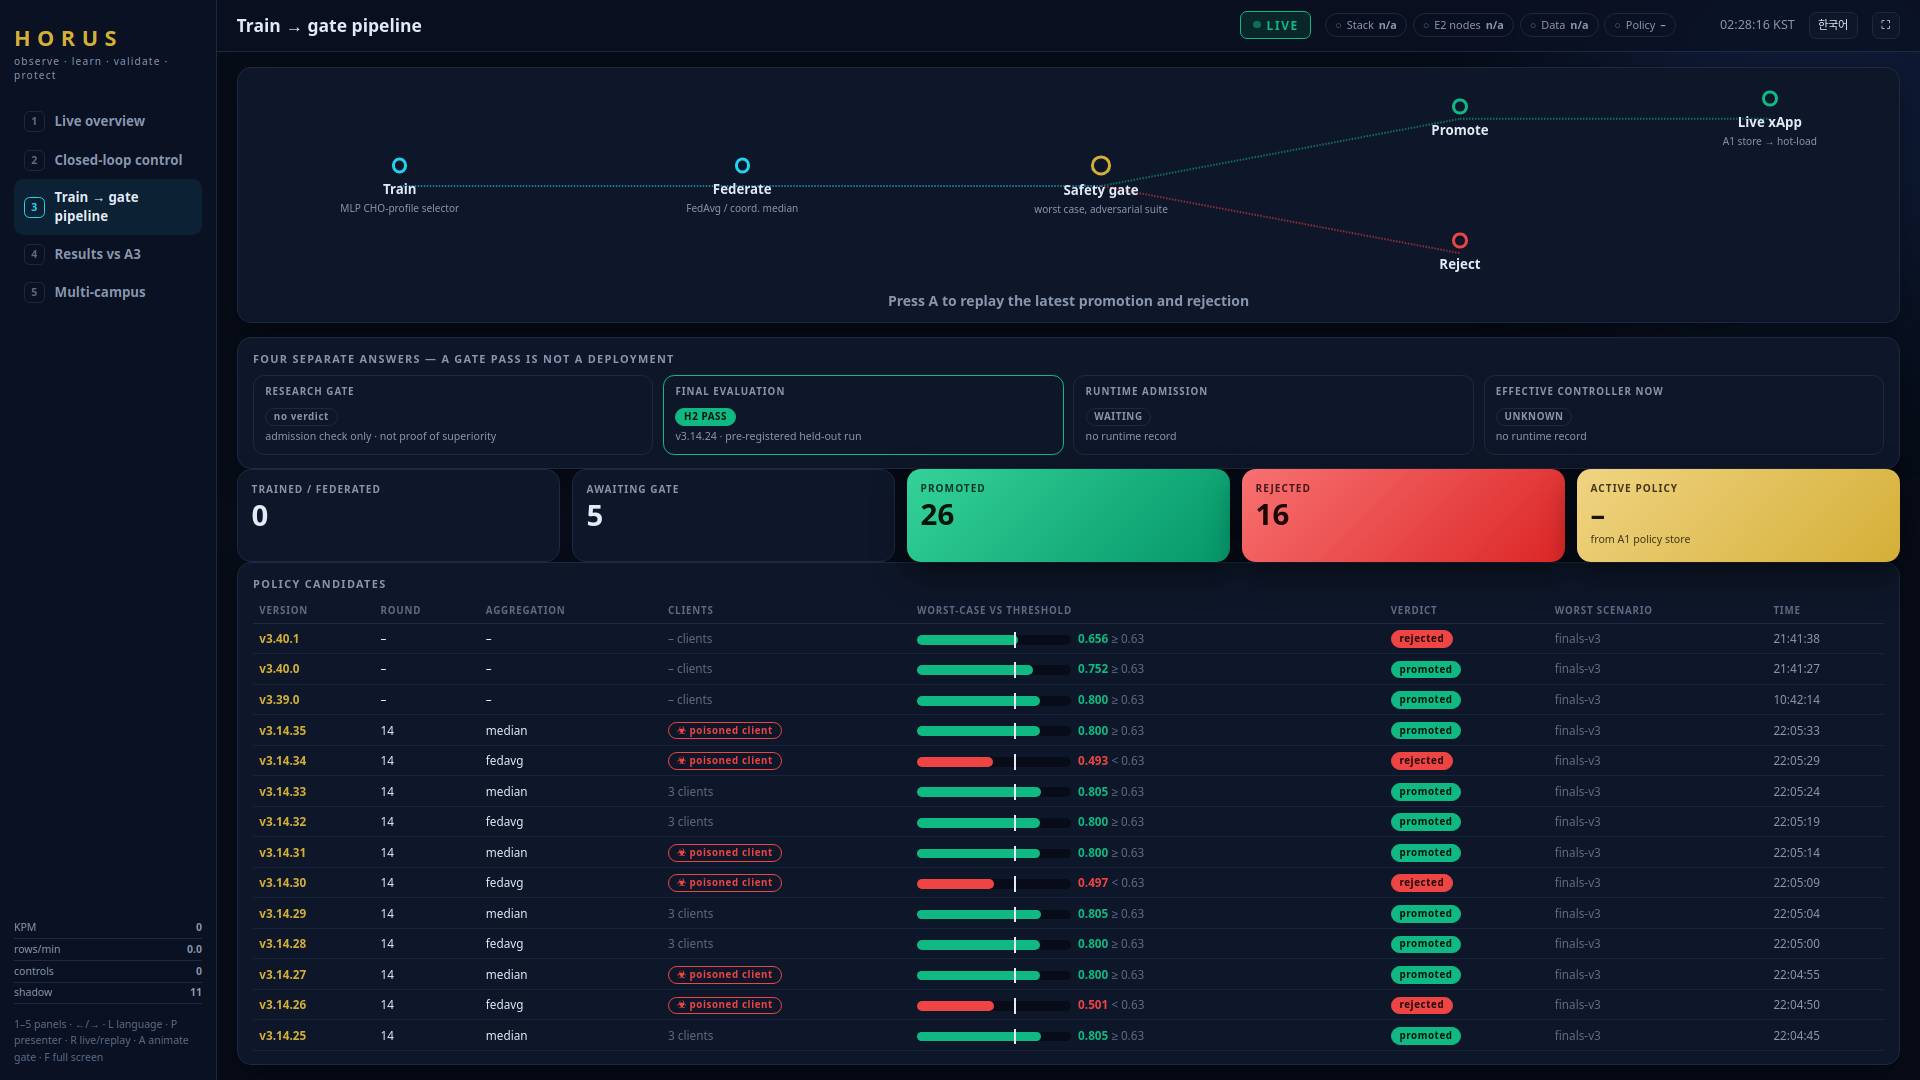 HORUS
observe · learn · validate ·
protect
1 Live overview
2 Closed-loop control
3 Train → gate
pipeline
4 Results vs A3
5 Multi-campus
KPM 0
rows/min 0.0
controls 0
shadow 11
1–5 panels · ←/→ · L language · P
presenter · R live/replay · A animate
gate · F full screen
Train → gate pipeline
LIVE
Stack n/a
E2 nodes n/a
Data n/a
Policy –
02:28:16 KST
한국어
Train
MLP CHO-profile selector
Federate
FedAvg / coord. median
Safety gate
worst case, adversarial suite
Promote
Live xApp
A1 store → hot-load
Reject
Press A to replay the latest promotion and rejection
FOUR SEPARATE ANSWERS — A GATE PASS IS NOT A DEPLOYMENT
RESEARCH GATE
no verdict
admission check only · not proof of superiority
FINAL EVALUATION
H2 PASS
v3.14.24 · pre-registered held-out run
RUNTIME ADMISSION
WAITING
no runtime record
EFFECTIVE CONTROLLER NOW
UNKNOWN
no runtime record
TRAINED / FEDERATED
0
AWAITING GATE
5
PROMOTED
26
REJECTED
16
ACTIVE POLICY
–
from A1 policy store
POLICY CANDIDATES
VERSION ROUND AGGREGATION CLIENTS WORST-CASE VS THRESHOLD VERDICT WORST SCENARIO TIME
v3.40.1 – – – clients 0.656 ≥ 0.63 rejected finals-v3 21:41:38
v3.40.0 – – – clients 0.752 ≥ 0.63 promoted finals-v3 21:41:27
v3.39.0 – – – clients 0.800 ≥ 0.63 promoted finals-v3 10:42:14
v3.14.35 14 median ☣ poisoned client 0.800 ≥ 0.63 promoted finals-v3 22:05:33
v3.14.34 14 fedavg ☣ poisoned client 0.493 < 0.63 rejected finals-v3 22:05:29
v3.14.33 14 median 3 clients 0.805 ≥ 0.63 promoted finals-v3 22:05:24
v3.14.32 14 fedavg 3 clients 0.800 ≥ 0.63 promoted finals-v3 22:05:19
v3.14.31 14 median ☣ poisoned client 0.800 ≥ 0.63 promoted finals-v3 22:05:14
v3.14.30 14 fedavg ☣ poisoned client 0.497 < 0.63 rejected finals-v3 22:05:09
v3.14.29 14 median 3 clients 0.805 ≥ 0.63 promoted finals-v3 22:05:04
v3.14.28 14 fedavg 3 clients 0.800 ≥ 0.63 promoted finals-v3 22:05:00
v3.14.27 14 median ☣ poisoned client 0.800 ≥ 0.63 promoted finals-v3 22:04:55
v3.14.26 14 fedavg ☣ poisoned client 0.501 < 0.63 rejected finals-v3 22:04:50
v3.14.25 14 median 3 clients 0.805 ≥ 0.63 promoted finals-v3 22:04:45